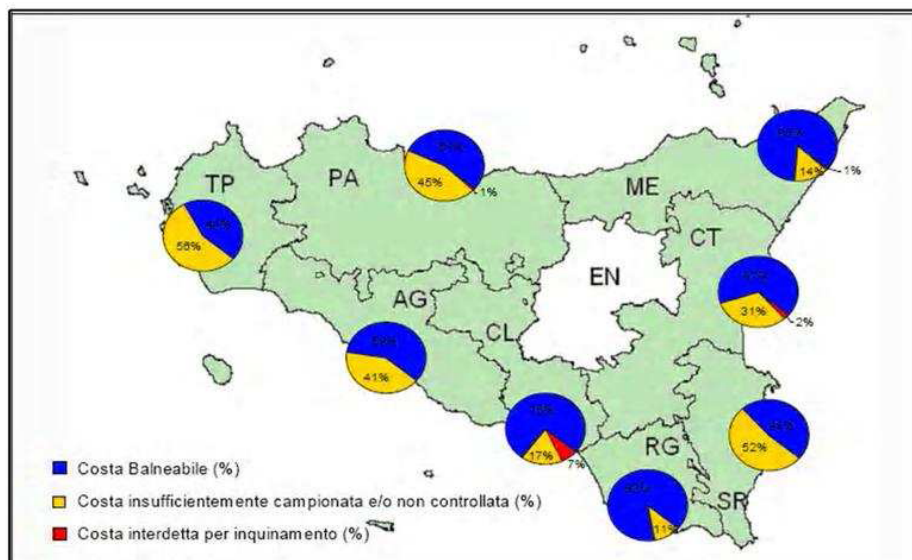 TP
PA
ME
CT
EN
AG
CL
RG
SR
45%
1%
14%
1%
31%
2%
41%
17%
7%
52%
11%
Costa Balneabile (%)
Costa insufficientemente campionata e/o non controllata (%)
Costa interdetta per inquinamento (%)